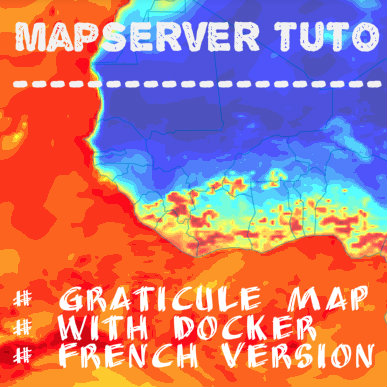 MAPSERVER TUTO
--------------------
# GRATICULE MAP
# WITH DOCKER
# FRENCH VERSION